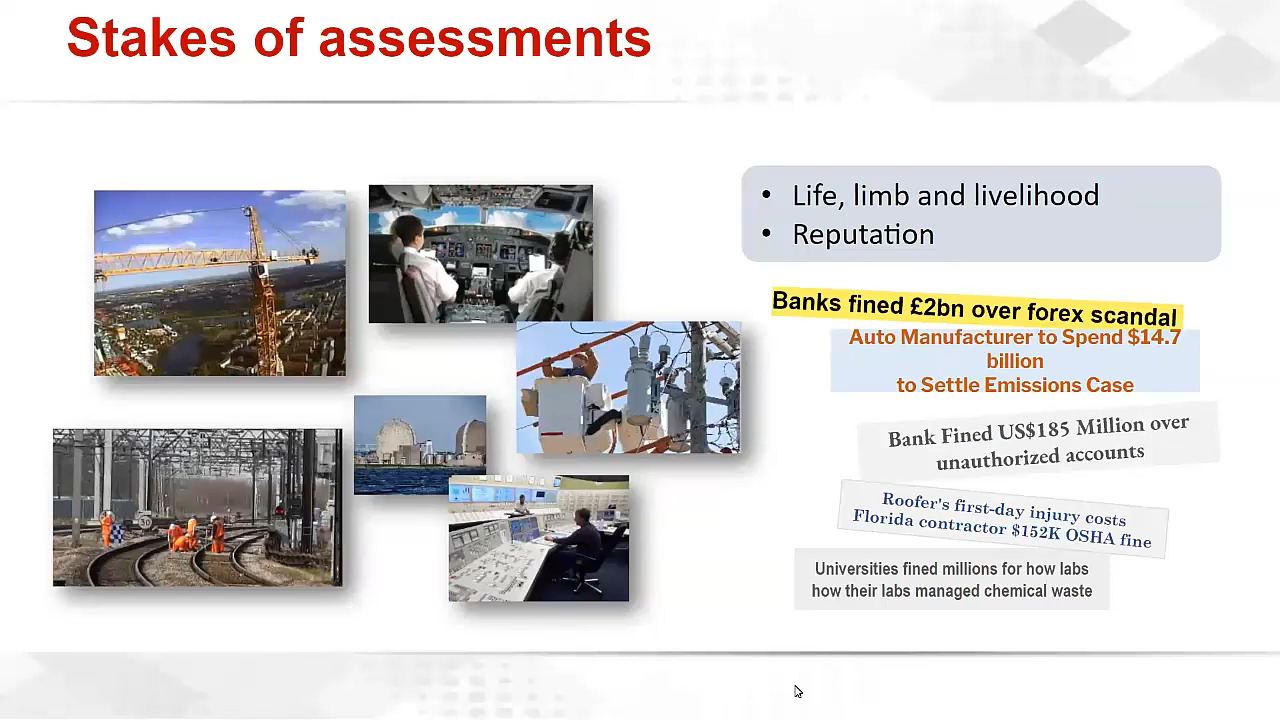 Stakes of assessments
• Life, limb and livelihood
• Reputation
Banks fined £2bn over forex scandal
Auto Manufacturer to Spend $14.7
billion
to Settle Emissions Case
Bank Fined US$185 Million over
unauthorized accounts
Roofer's first-day injury costs
Florida contractor $152K OSHA fine
Universities fined millions for how labs
how their labs managed chemical waste
30